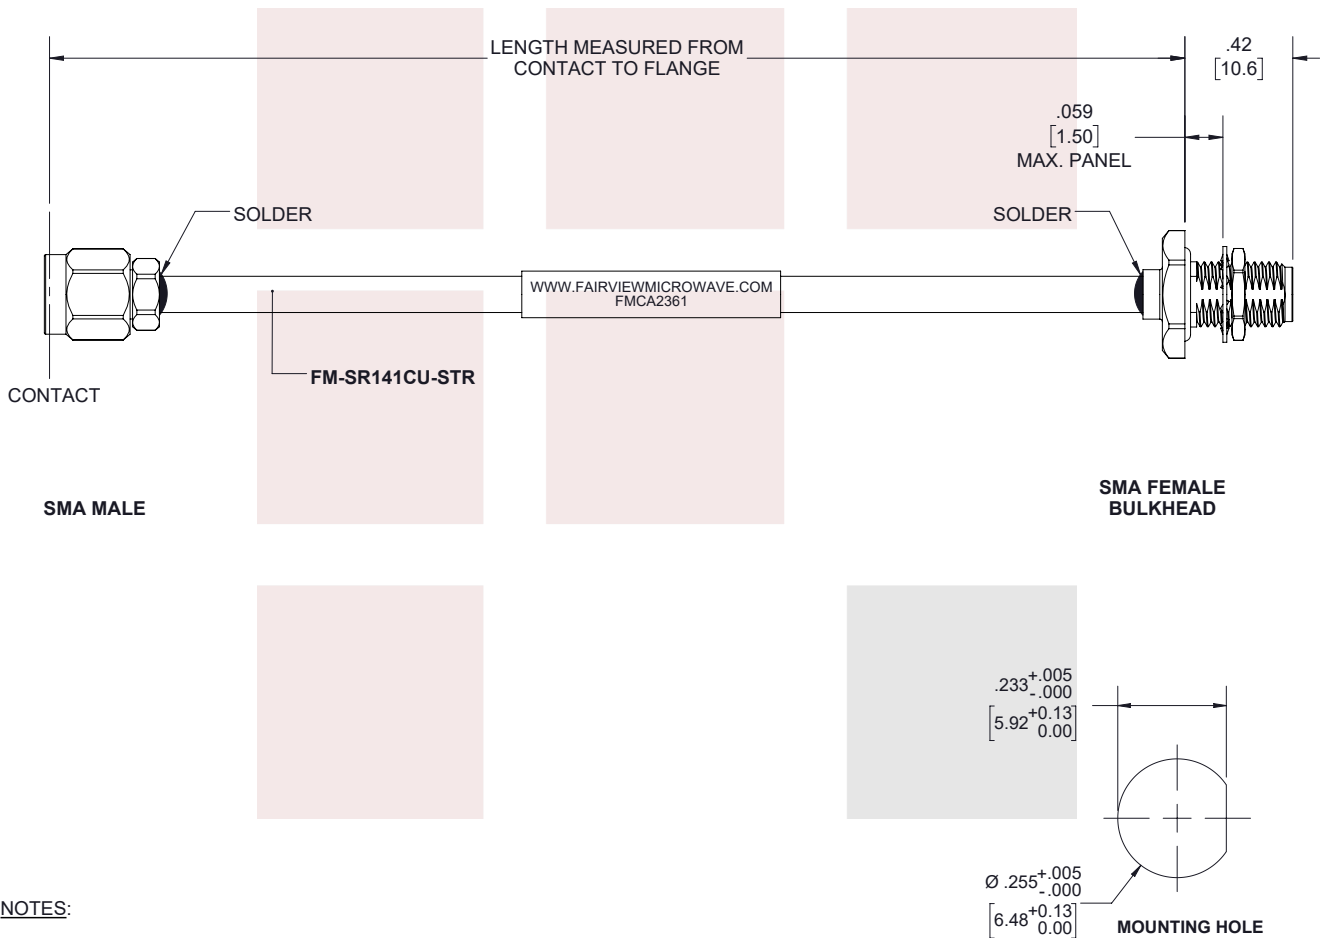 LENGTH MEASURED FROM
CONTACT TO FLANGE
.42
[10.6]
.059
[1.50]
MAX. PANEL
SOLDER
SOLDER
WWW.FAIRVIEWMICROWAVE.COM
FMCA2361
FM-SR141CU-STR
CONTACT
SMA MALE
SMA FEMALE
BULKHEAD
.233 +.005
-.000
[5.92 +0.13
0.00]
Ø .255 +.005
-.000
[6.48 +0.13
0.00]
MOUNTING HOLE
NOTES: